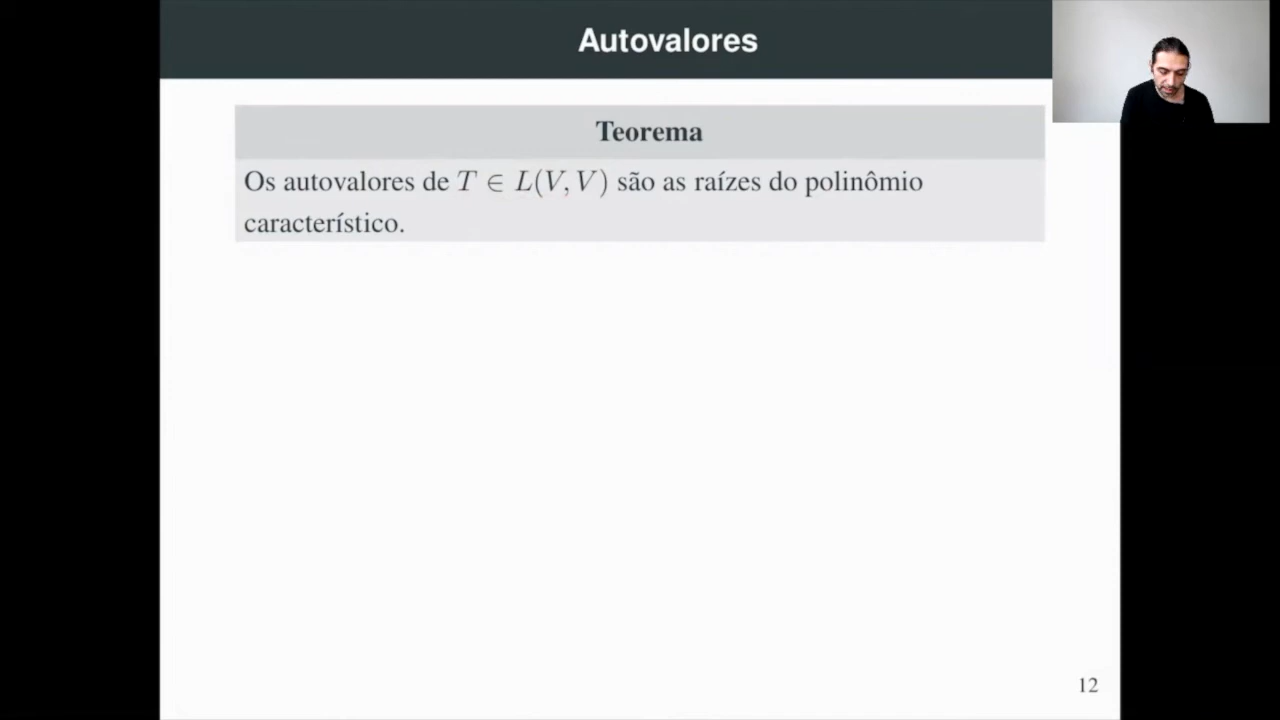 Autovalores
Teorema
Os autovalores de T ∈ L(V, V) são as raízes do polinômio
característico.
12